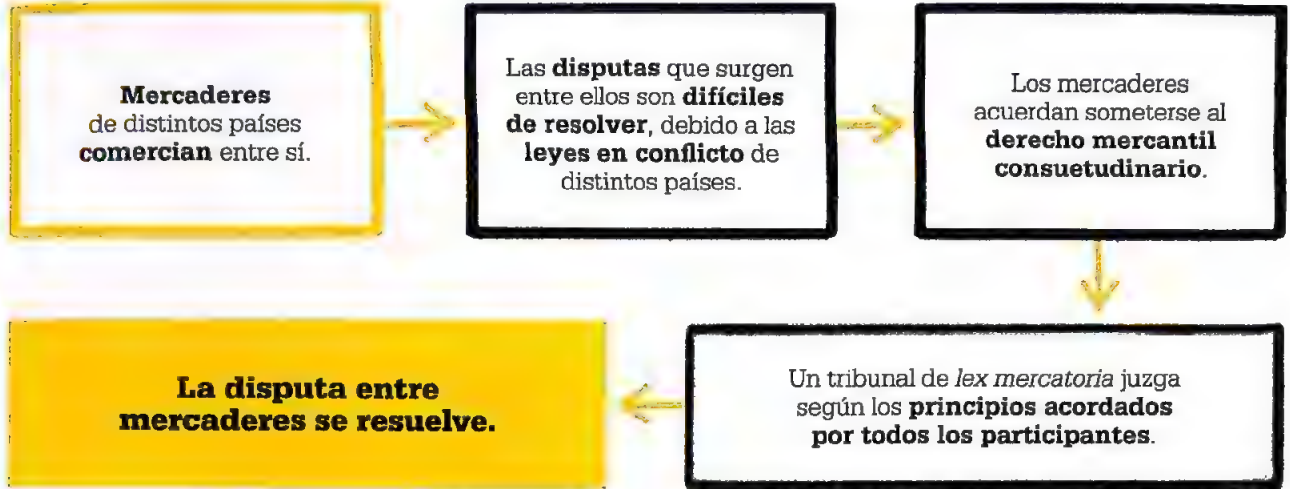 Mercaderes
de distintos países
comercian entre sí.
Las disputas que surgen
entre ellos son difíciles
de resolver, debido a las
leyes en conflicto de
distintos países.
Los mercaderes
acuerdan someterse al
derecho mercantil
consuetudinario.
Un tribunal de lex mercatoria juzga
según los principios acordados
por todos los participantes.
La disputa entre
mercaderes se resuelve.